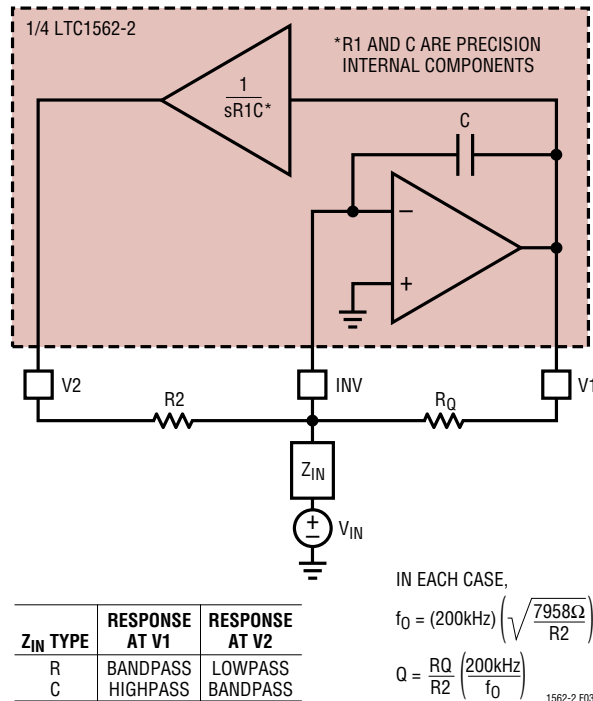 1/4 LTC1562-2
*R1 AND C ARE PRECISION
INTERNAL COMPONENTS
1
sR1C*
C
−
+
V2
INV
V1
R2
RQ
ZIN
+
−
VIN
IN EACH CASE,
fO = (200kHz) (√ 7958Ω / R2)
Q = RQ / R2 (200kHz / fO)
ZIN TYPE
RESPONSE AT V1
RESPONSE AT V2
R BANDPASS LOWPASS
C HIGHPASS BANDPASS
1562-2 F03